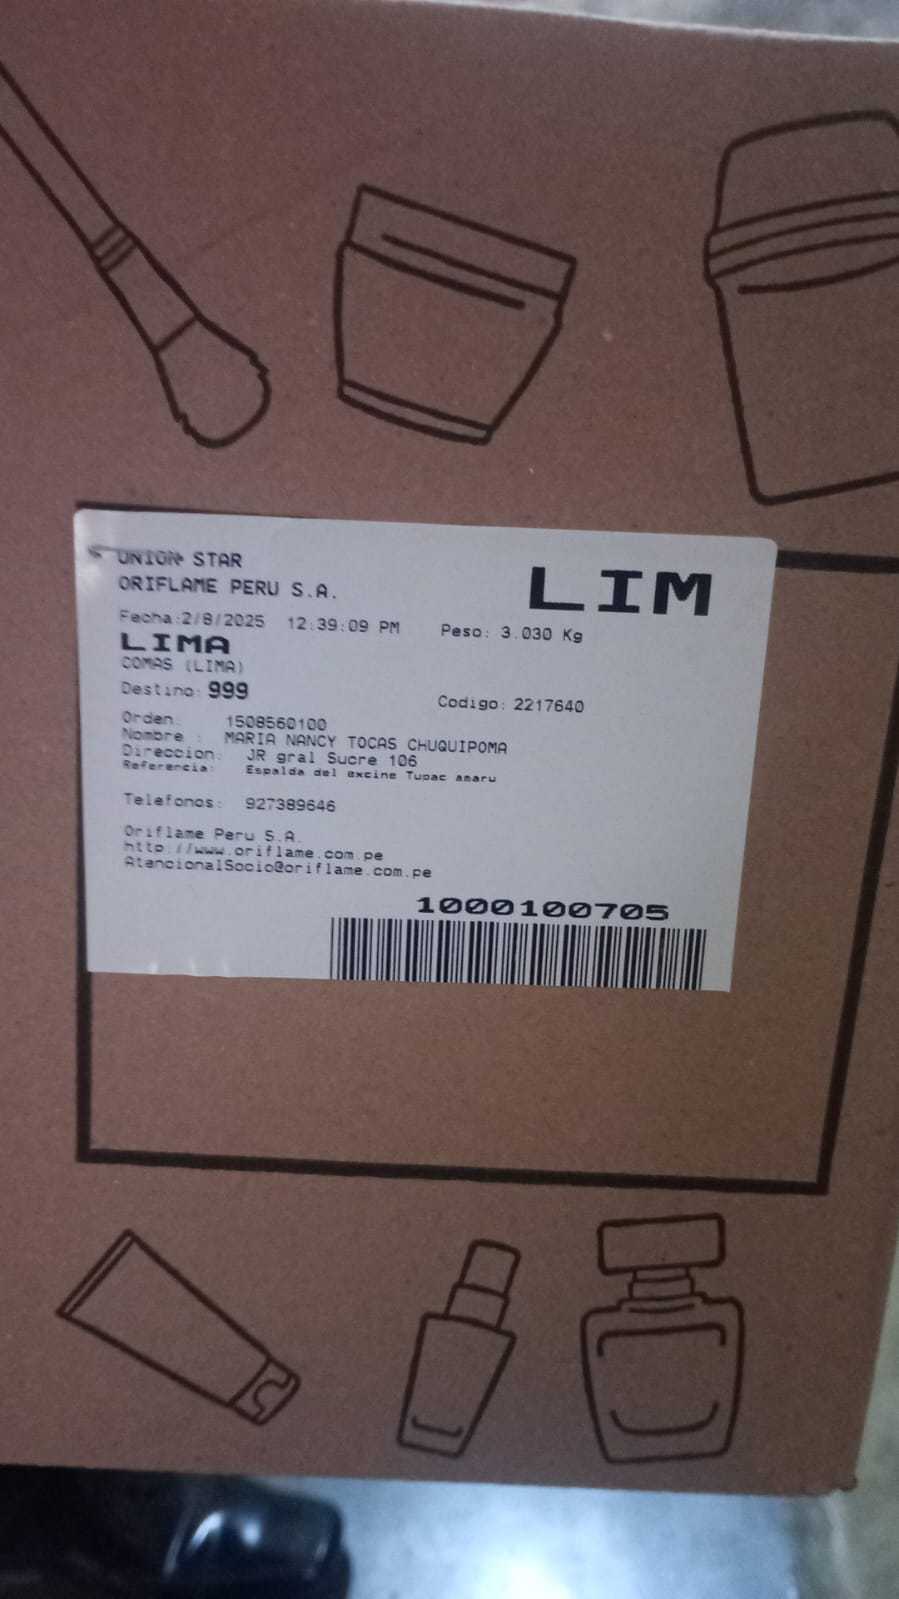 UNION STAR
ORIFLAME PERU S.A.
LIM
Fecha:2/8/2025 12:39:09 PM Peso: 3.030 Kg
LIMA
COMAS (LIMA)
Destino: 999 Codigo: 2217640
Orden: 1508560100
Nombre : MARIA NANCY TOCAS CHUQUIPOMA
Direccion: JR gral Sucre 106
Referencia: Espalda del excine Tupac amaru
Telefonos: 927389646
Oriflame Peru S.A.
http://www.oriflame.com.pe
AtencionalSocio@oriflame.com.pe
1000100705